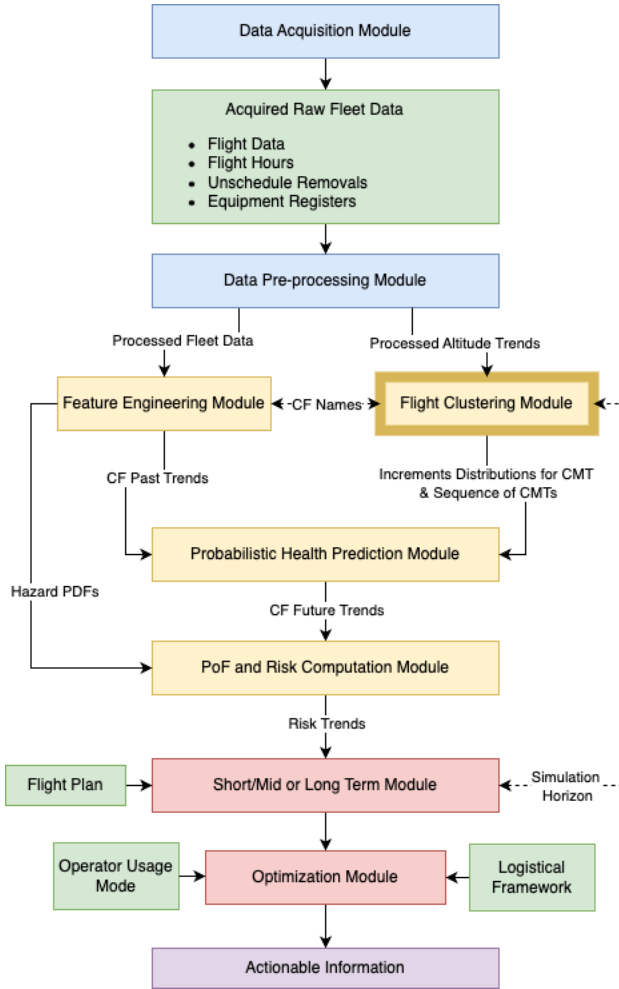 Data Acquisition Module
Acquired Raw Fleet Data
• Flight Data
• Flight Hours
• Unschedule Removals
• Equipment Registers
Data Pre-processing Module
Processed Fleet Data
Processed Altitude Trends
Feature Engineering Module
CF Names
Flight Clustering Module
CF Past Trends
Increments Distributions for CMT
& Sequence of CMTs
Probabilistic Health Prediction Module
Hazard PDFs
CF Future Trends
PoF and Risk Computation Module
Risk Trends
Flight Plan
Short/Mid or Long Term Module
Simulation
Horizon
Operator Usage
Mode
Optimization Module
Logistical
Framework
Actionable Information